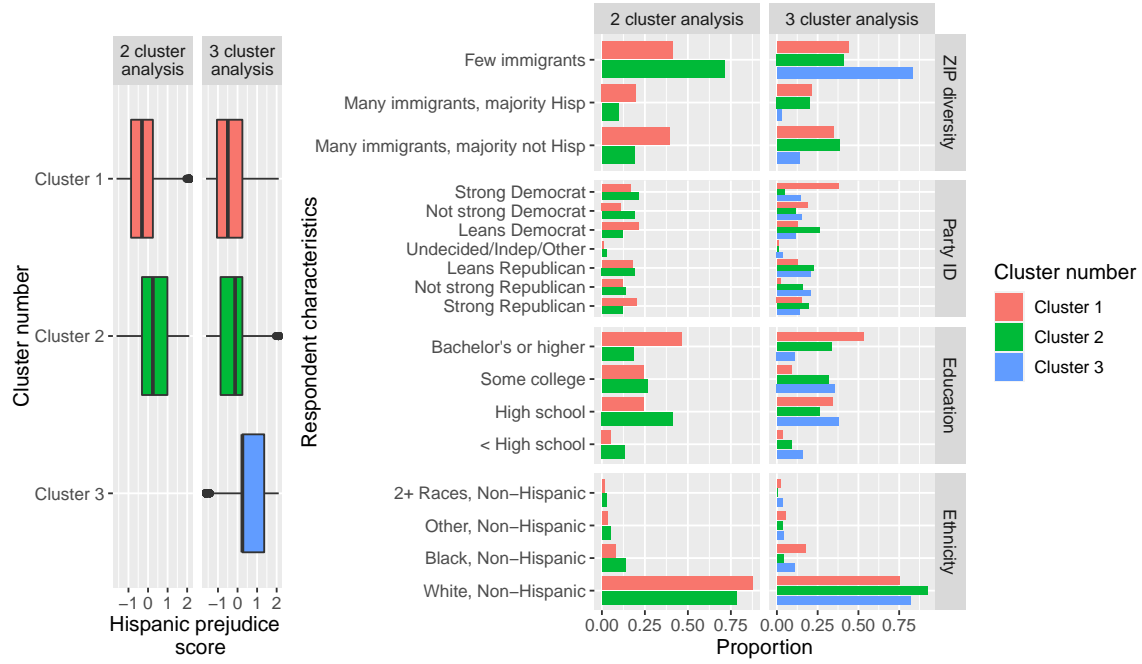 2 cluster
analysis
3 cluster
analysis
Cluster number
Cluster 1
Cluster 2
Cluster 3
−1 0 1 2
−1 0 1 2
Hispanic prejudice
score
Respondent characteristics
2 cluster analysis
3 cluster analysis
Few immigrants
Many immigrants, majority Hisp
Many immigrants, majority not Hisp
ZIP diversity
Strong Democrat
Not strong Democrat
Leans Democrat
Undecided/Indep/Other
Leans Republican
Not strong Republican
Strong Republican
Party ID
Bachelor's or higher
Some college
High school
< High school
Education
2+ Races, Non−Hispanic
Other, Non−Hispanic
Black, Non−Hispanic
White, Non−Hispanic
Ethnicity
0.00 0.25 0.50 0.75
0.00 0.25 0.50 0.75
Proportion
Cluster number
Cluster 1
Cluster 2
Cluster 3